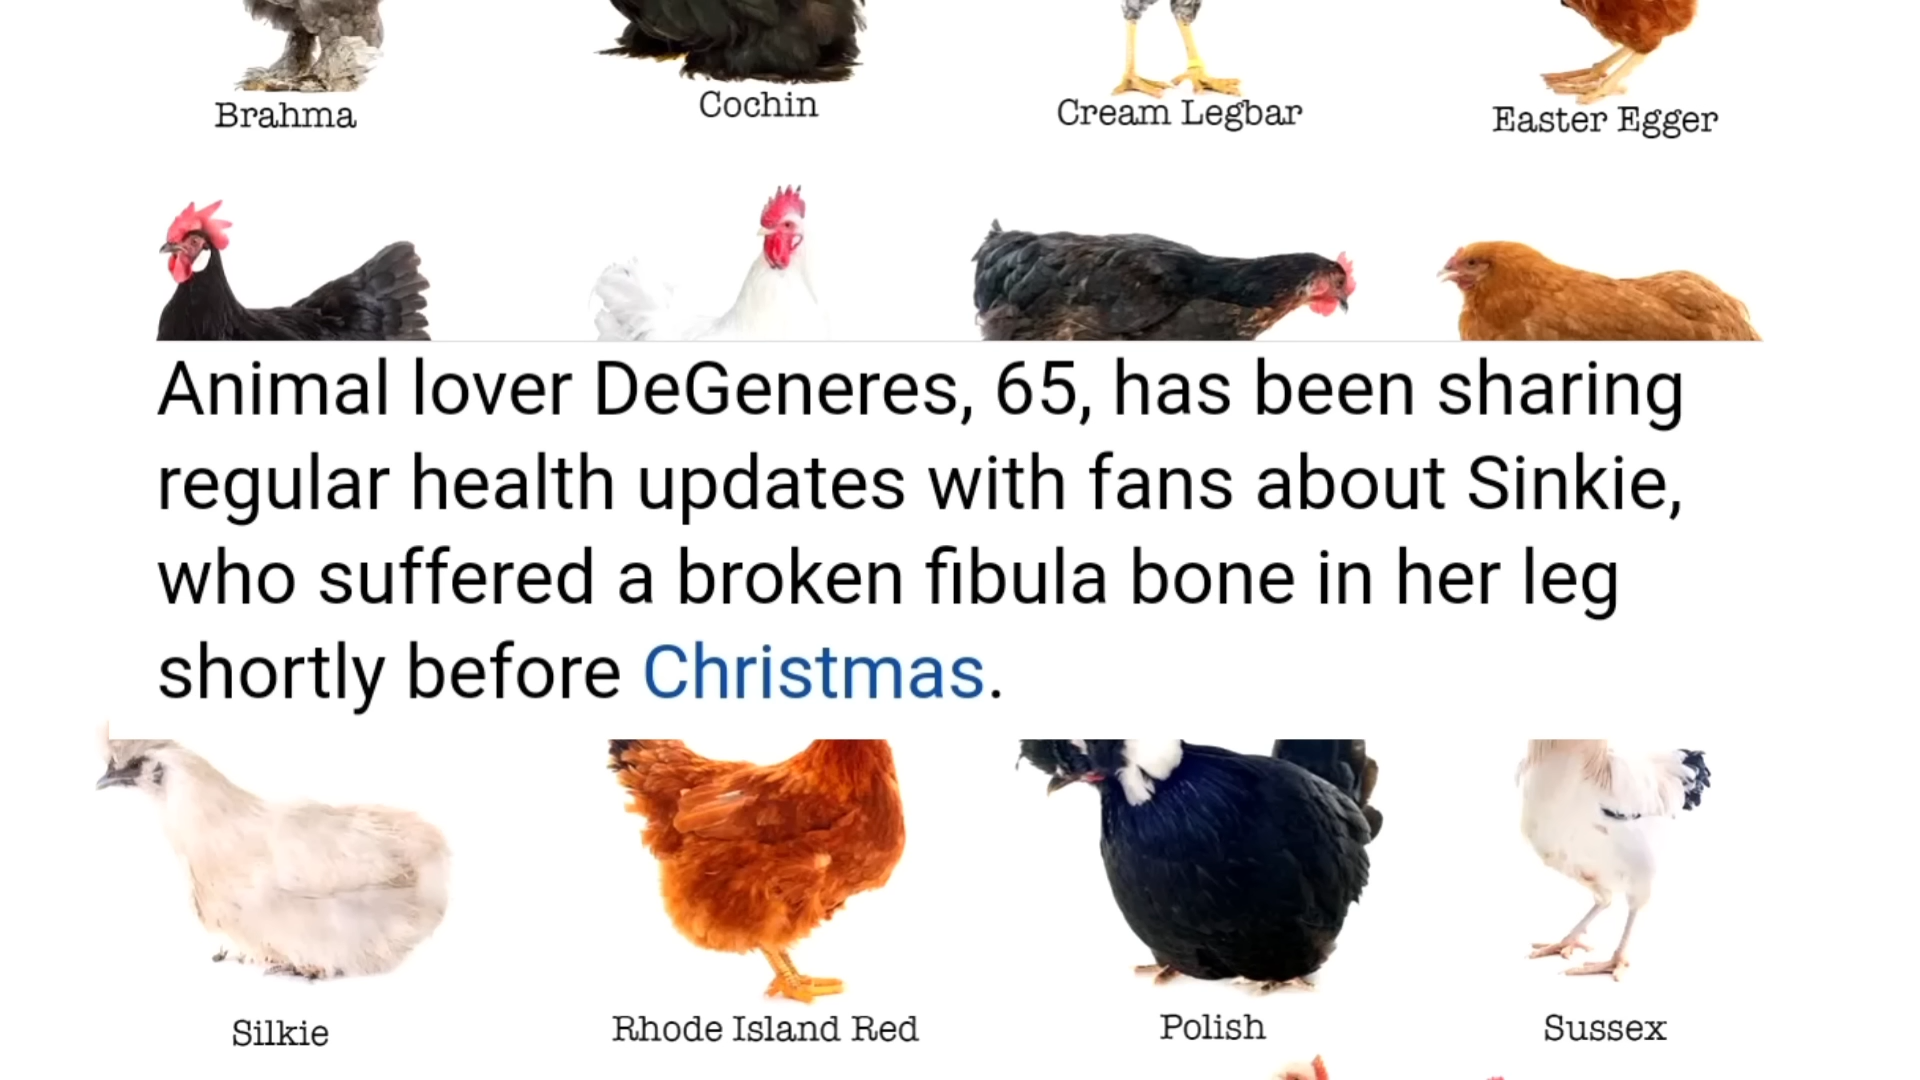 Brahma
Cochin
Cream Legbar
Easter Egger
Animal lover DeGeneres, 65, has been sharing
regular health updates with fans about Sinkie,
who suffered a broken fibula bone in her leg
shortly before Christmas.
Silkie
Rhode Island Red
Polish
Sussex